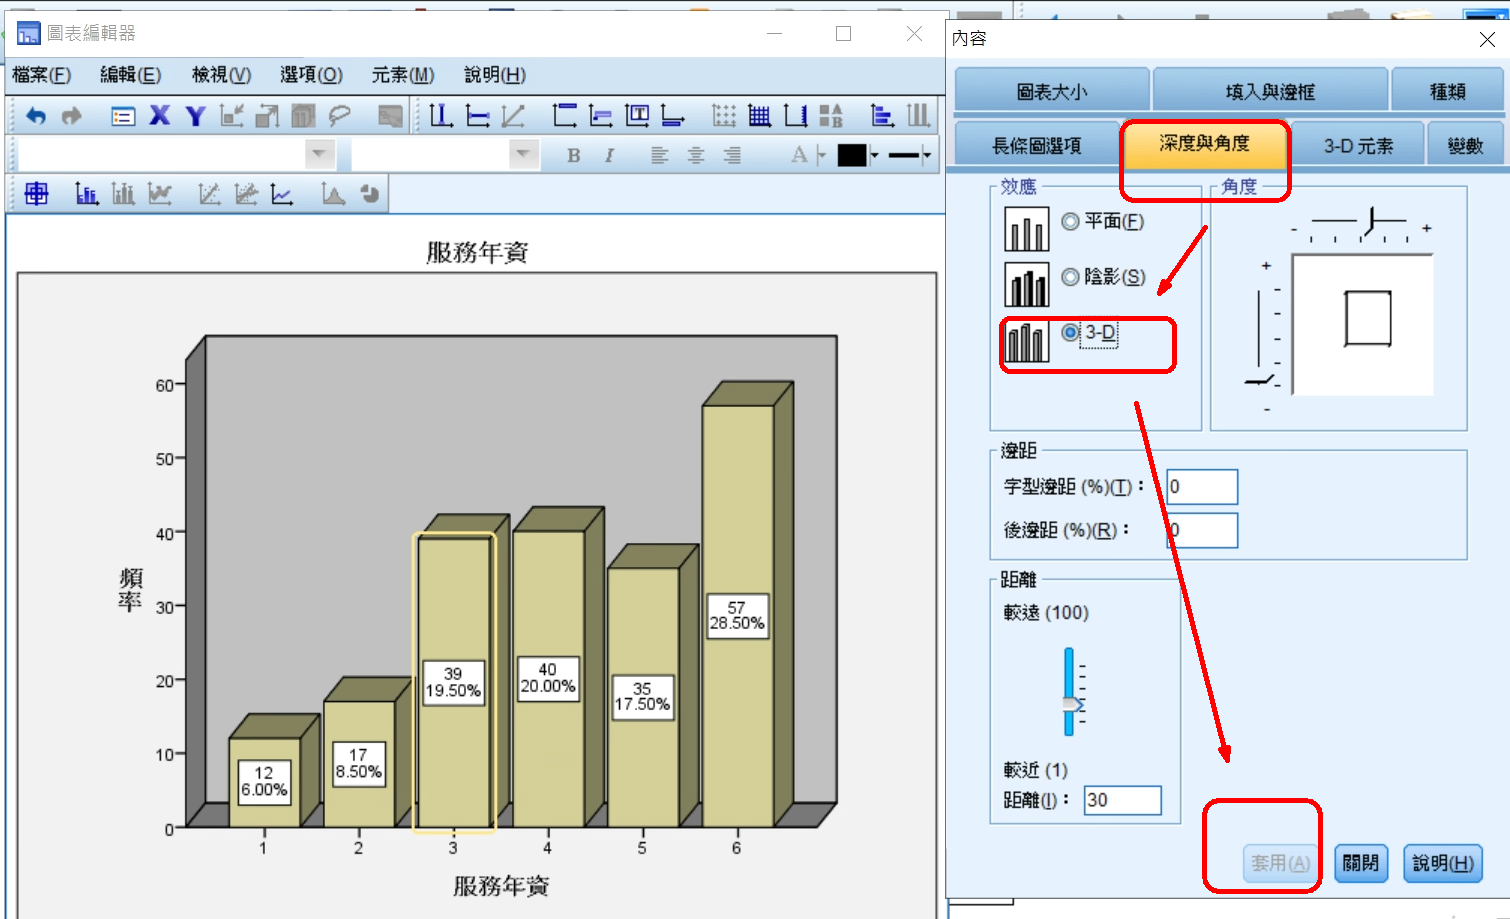 圖表編輯器
檔案(F) 編輯(E) 檢視(V) 選項(O) 元素(M) 說明(H)
X Y
B I A
服務年資
60
50
40
30
20
10
0
頻率
12
6.00%
17
8.50%
39
19.50%
40
20.00%
35
17.50%
57
28.50%
1 2 3 4 5 6
服務年資
內容
圖表大小 填入與邊框 種類
長條圖選項 深度與角度 3-D 元素 變數
效應
平面(F)
陰影(S)
3-D
角度
- +
+
-
邊距
字型邊距 (%)(T)： 0
後邊距 (%)(R)： 0
距離
較遠 (100)
較近 (1)
距離(I)： 30
套用(A) 關閉 說明(H)